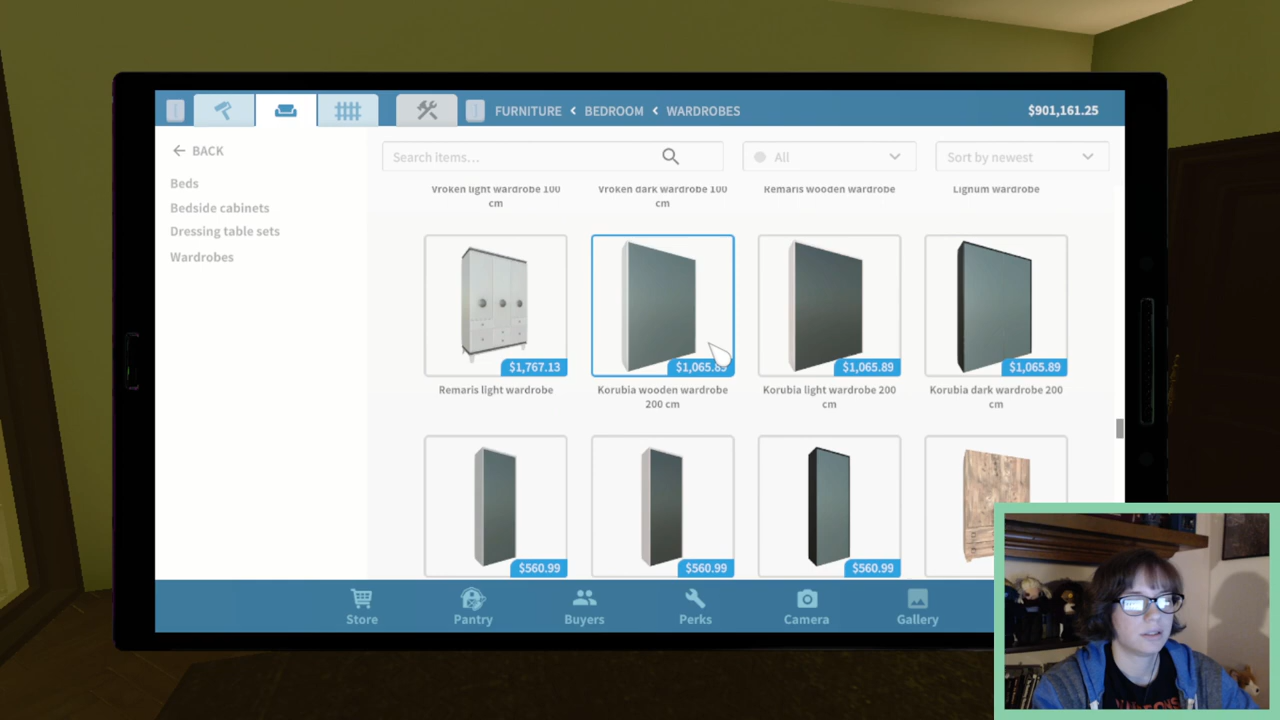 FURNITURE < BEDROOM < WARDROBES
$901,161.25
BACK
Search items...
All
Sort by newest
Beds
Bedside cabinets
Dressing table sets
Wardrobes
Vroken light wardrobe 100
cm
Vroken dark wardrobe 100
cm
Remaris wooden wardrobe
Lignum wardrobe
$1,767.13
$1,065.89
$1,065.89
$1,065.89
Remaris light wardrobe
Korubia wooden wardrobe
200 cm
Korubia light wardrobe 200
cm
Korubia dark wardrobe 200
cm
$560.99
$560.99
$560.99
Store
Pantry
Buyers
Perks
Camera
Gallery